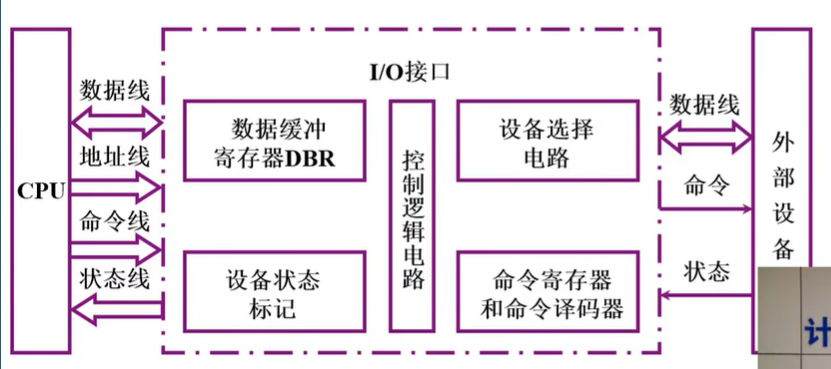 I/O接口
数据线
地址线
CPU
命令线
状态线
数据缓冲
寄存器DBR
设备状态
标记
控制逻辑电路
设备选择
电路
命令寄存器
和命令译码器
数据线
命令
状态
外部设备
计